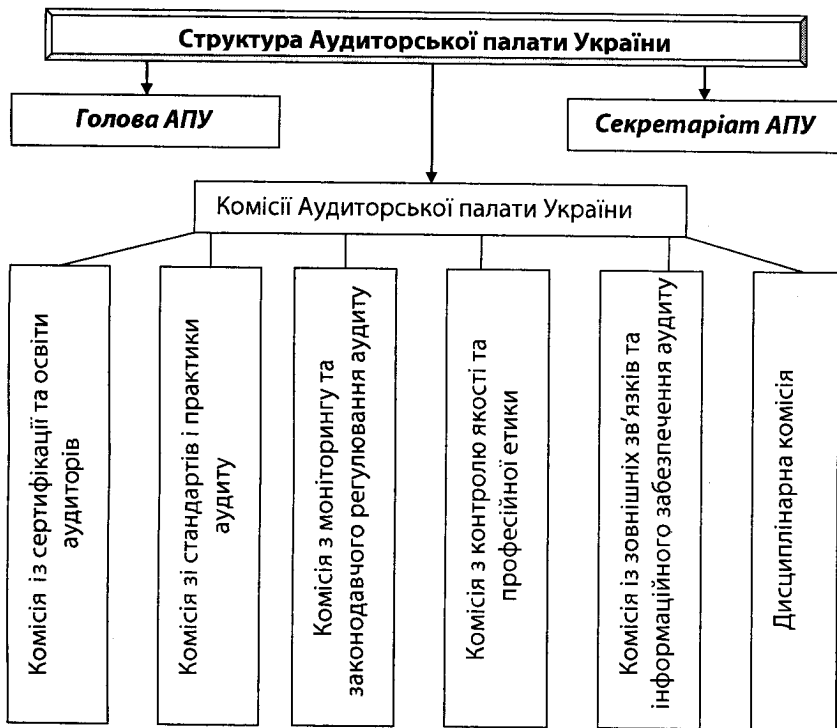 Структура Аудиторської палати України
Голова АПУ
Секретаріат АПУ
Комісії Аудиторської палати України
Комісія із сертифікації та освіти
аудиторів
Комісія зі стандартів і практики
аудиту
Комісія з моніторингу та
законодавчого регулювання аудиту
Комісія з контролю якості та
професійної етики
Комісія із зовнішніх зв'язків та
інформаційного забезпечення аудиту
Дисциплінарна комісія